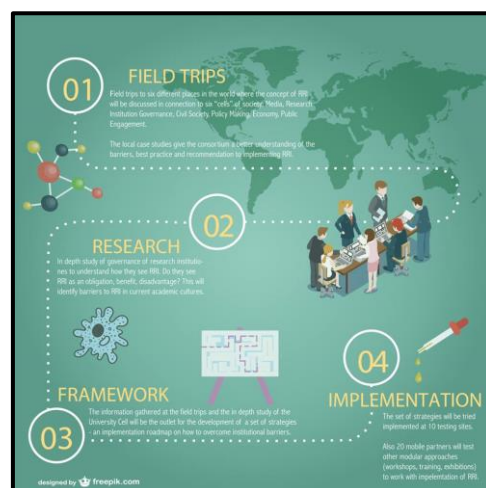 01
FIELD TRIPS
Field trips to six different places in the world where the concept of RRI
will be discussed in connection to six "cells" of society: Media, Research
Institution Governance, Civil Society, Policy Making, Economy, Public
Engagement.
The local case studies give the consortium a better understanding of the
barriers, best practice and recommendation to implementing RRI.
02
RESEARCH
In depth study of governance of research institutio-
nes to understand how they see RRI. Do they see
RRI as an obligation, benefit, disadvantage? This will
identify barriers to RRI in current academic cultures.
03
FRAMEWORK
The information gathered at the field trips and the in depth study of the
University Cell will be the outlet for the development of a set of strategies
- an implementation roadmap on how to overcome institutional barriers.
04
IMPLEMENTATION
The set of strategies will be tried
implemented at 10 testing sites.
Also 20 mobile partners will test
other modular approaches
(workshops, training, exhibitions)
to work with impelentation of RRI.
designed by freepik.com